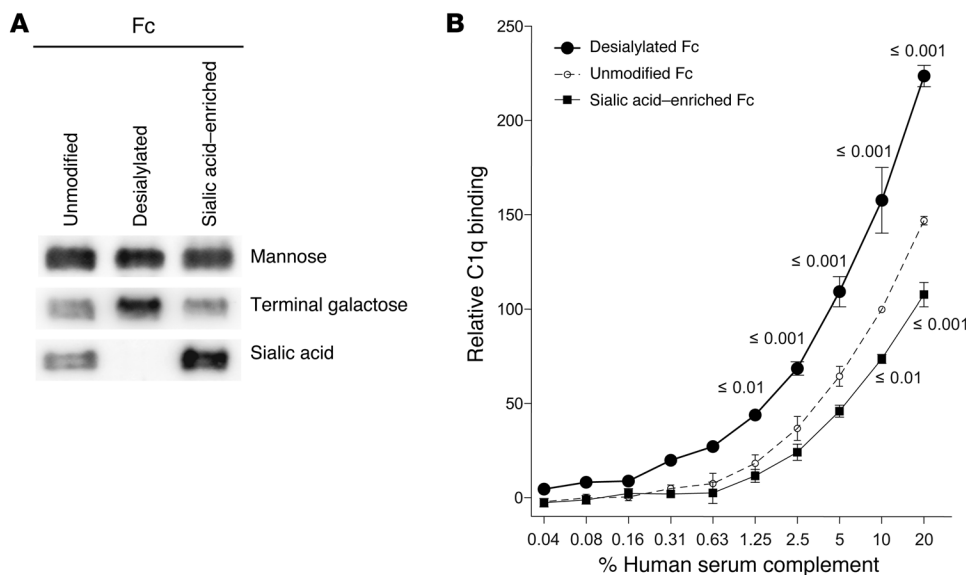 A
Fc
Unmodified
Desialylated
Sialic acid–enriched
Mannose
Terminal galactose
Sialic acid
B
Relative C1q binding
250
200
150
100
50
0
Desialylated Fc
Unmodified Fc
Sialic acid–enriched Fc
≤ 0.001
≤ 0.001
≤ 0.001
≤ 0.001
≤ 0.01
≤ 0.001
≤ 0.01
0.04 0.08 0.16 0.31 0.63 1.25 2.5 5 10 20
% Human serum complement